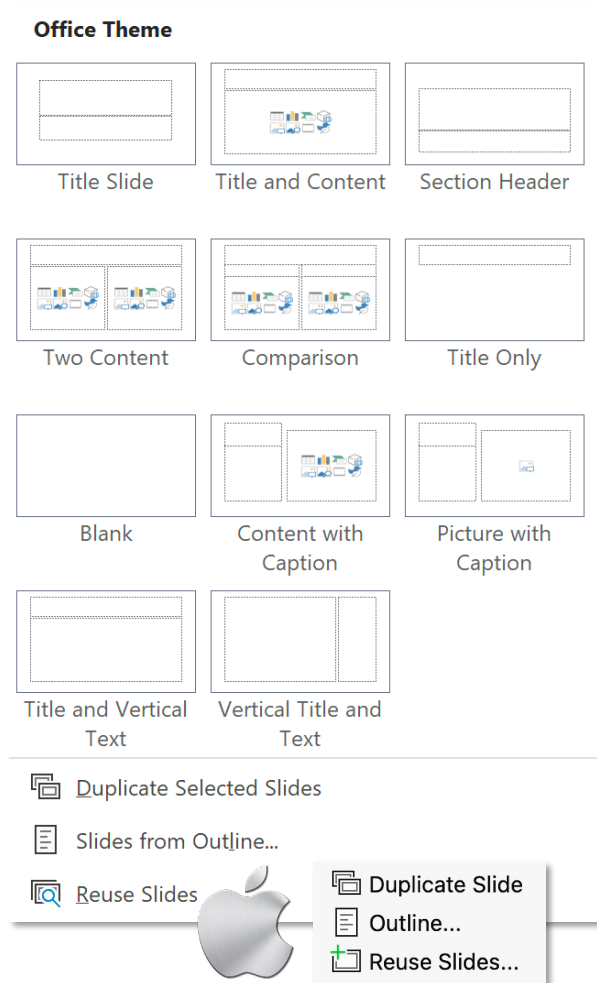 Office Theme
Title Slide
Title and Content
Section Header
Two Content
Comparison
Title Only
Blank
Content with
Caption
Picture with
Caption
Title and Vertical
Text
Vertical Title and
Text
Duplicate Selected Slides
Slides from Outline...
Reuse Slides
Duplicate Slide
Outline...
Reuse Slides...